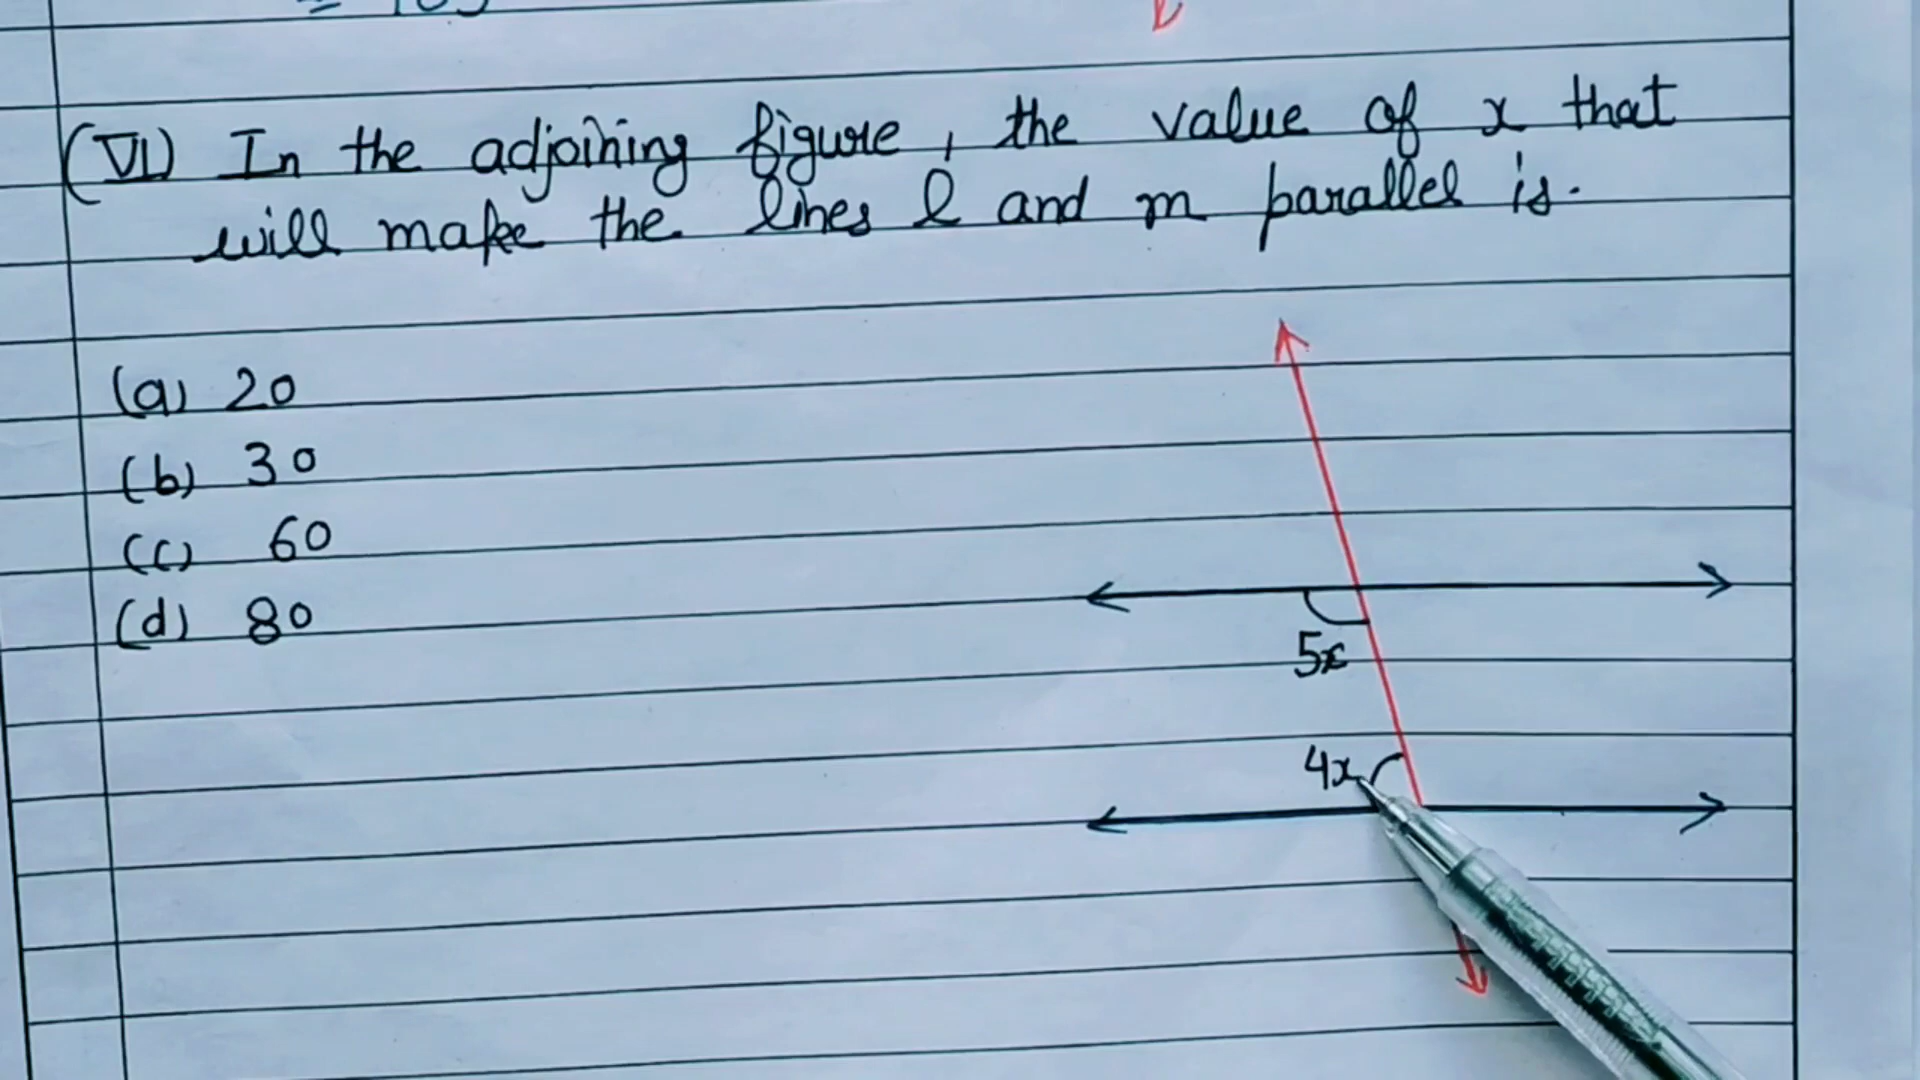 (VI) In the adjoining figure, the value of x that
will make the lines l and m parallel is.
(a) 20
(b) 30
(c) 60
(d) 80
5x
4x